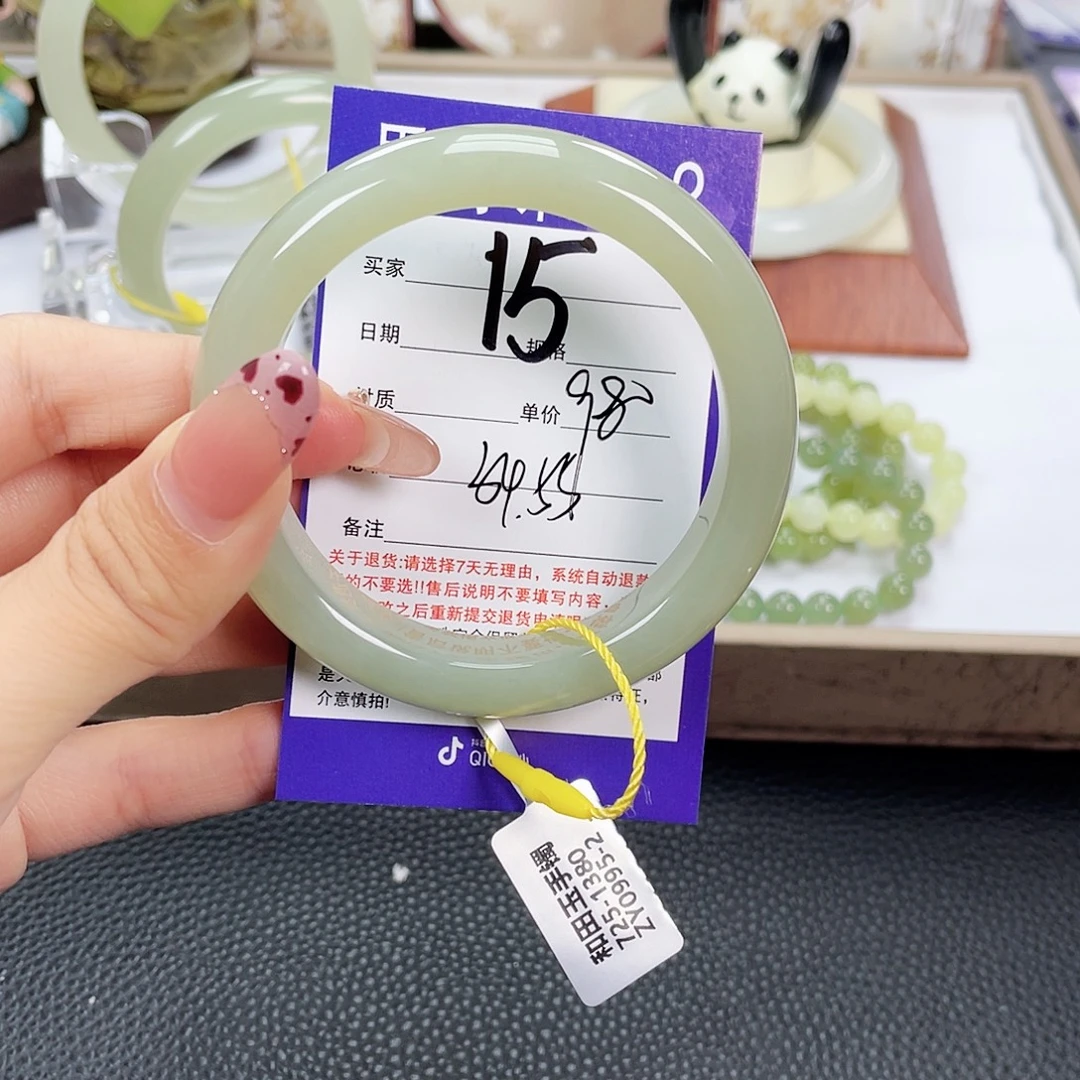 15
买家
日期 规格
质 单价 980
64.55
备注
关于退货:请选择7天无理由，系统自动退款
的不要选!!售后说明不要填写内容，
之后重新提交退货申请
介意慎拍!
和田玉手镯
725-1380
ZY0995-2